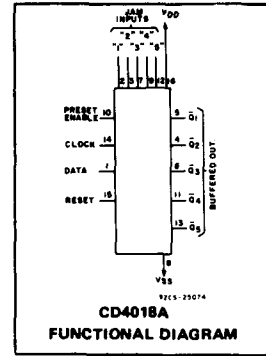 JAM
INPUTS
"2" "4"
"1" "3" "5"
VDD
2 3 7 9 12 16
PRESET
ENABLE 10
CLOCK 14
DATA 1
RESET 15
5 Q̅1
4 Q̅2
6 Q̅3
11 Q̅4
13 Q̅5
BUFFERED OUT.
8
VSS
92CS-25074
CD4018A
FUNCTIONAL DIAGRAM